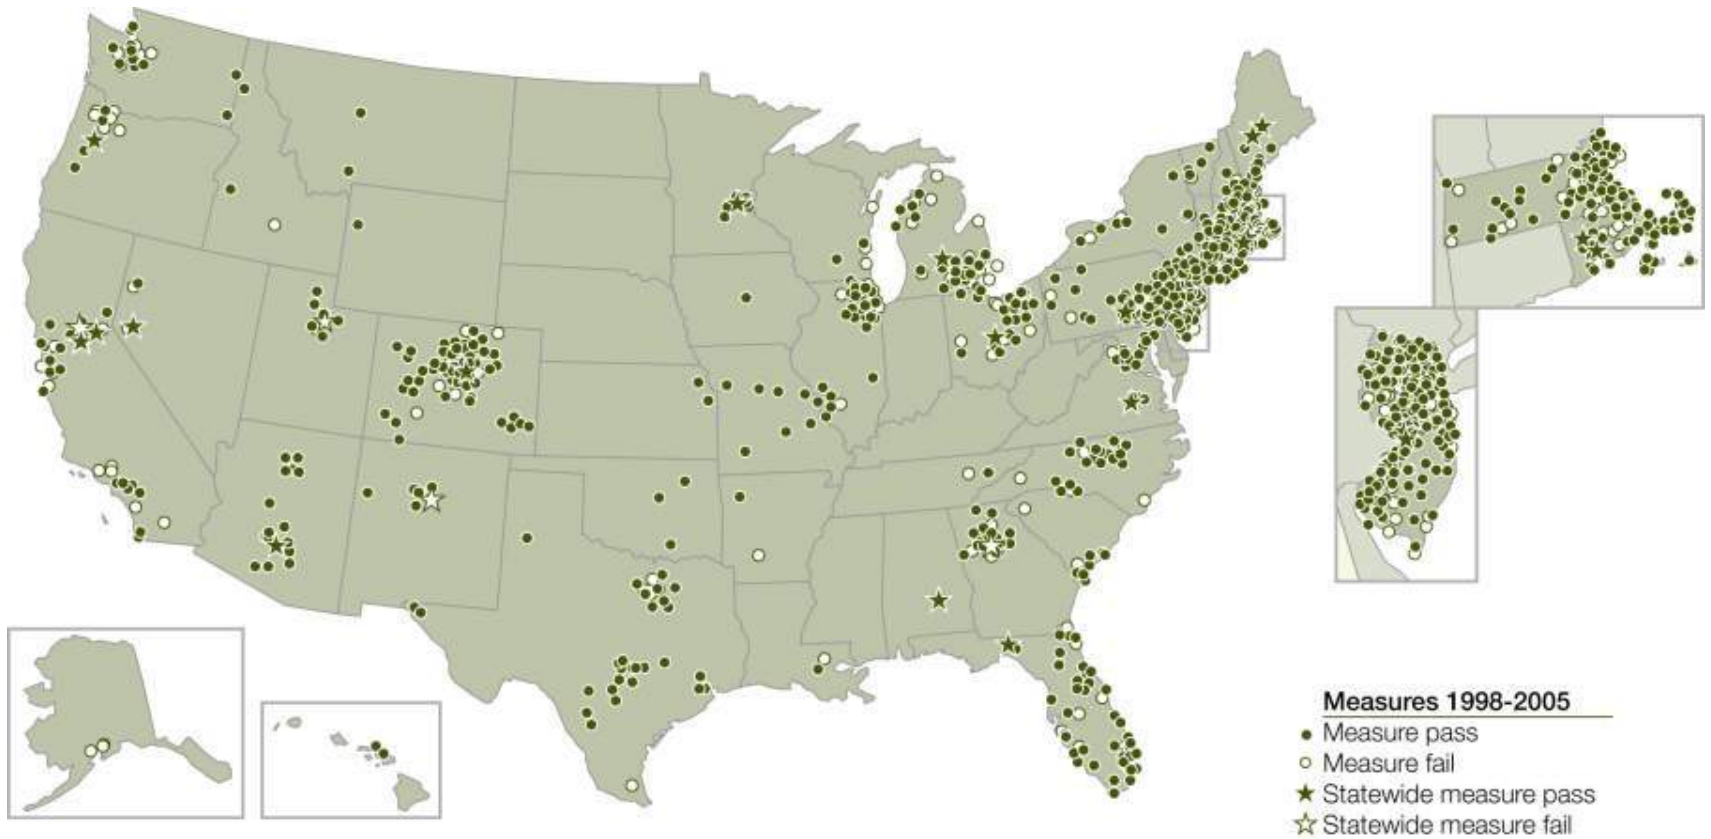 Measures 1998-2005
Measure pass
Measure fail
Statewide measure pass
Statewide measure fail